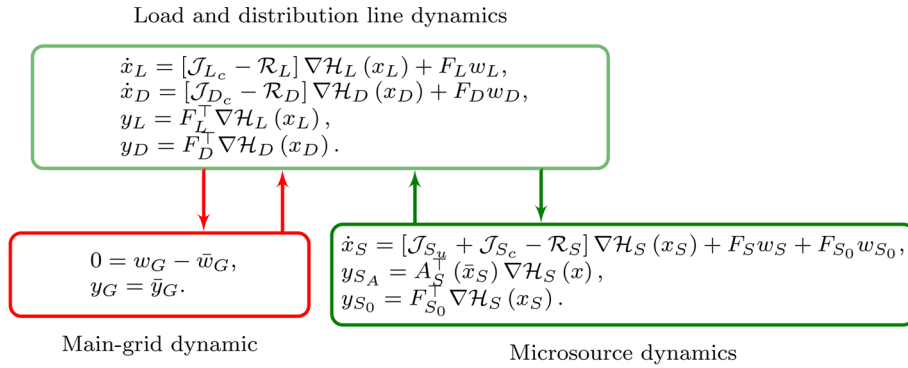 Load and distribution line dynamics
ẋ_L = [𝒥_{L_c} − ℛ_L] ∇ℋ_L (x_L) + F_L w_L,
ẋ_D = [𝒥_{D_c} − ℛ_D] ∇ℋ_D (x_D) + F_D w_D,
y_L = F_L^⊤ ∇ℋ_L (x_L) ,
y_D = F_D^⊤ ∇ℋ_D (x_D) .
0 = w_G − w̄_G,
y_G = ȳ_G.
Main-grid dynamic
ẋ_S = [𝒥_{S_u} + 𝒥_{S_c} − ℛ_S] ∇ℋ_S (x_S) + F_S w_S + F_{S_0} w_{S_0},
y_{S_A} = A_S^⊤ (x̄_S) ∇ℋ_S (x) ,
y_{S_0} = F_{S_0}^⊤ ∇ℋ_S (x_S) .
Microsource dynamics